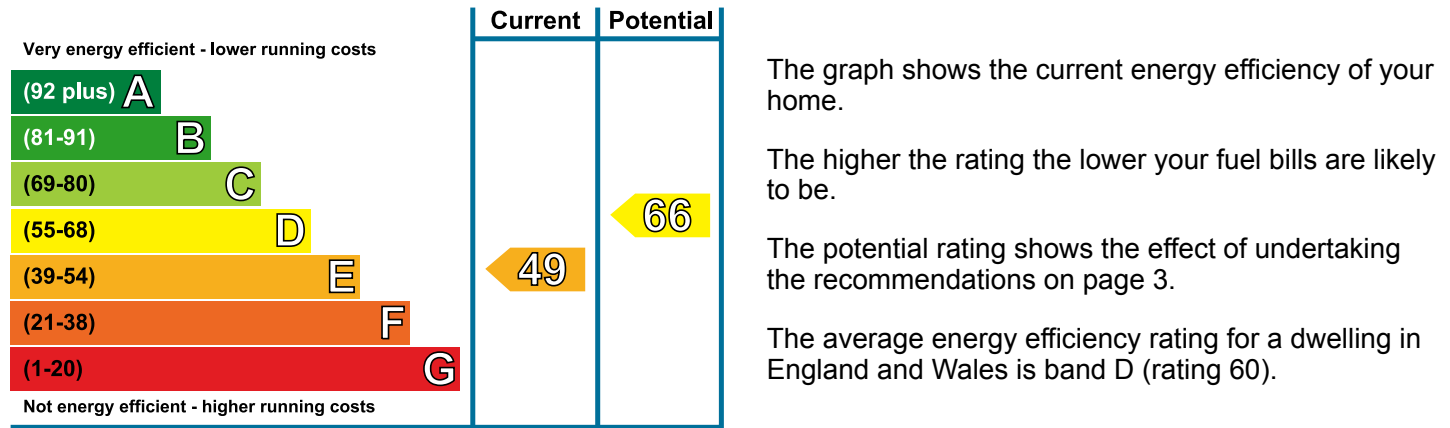 Current Potential
Very energy efficient - lower running costs
(92 plus) A
(81-91) B
(69-80) C
(55-68) D
(39-54) E
(21-38) F
(1-20) G
Not energy efficient - higher running costs
49
66
The graph shows the current energy efficiency of your
home.
The higher the rating the lower your fuel bills are likely
to be.
The potential rating shows the effect of undertaking
the recommendations on page 3.
The average energy efficiency rating for a dwelling in
England and Wales is band D (rating 60).